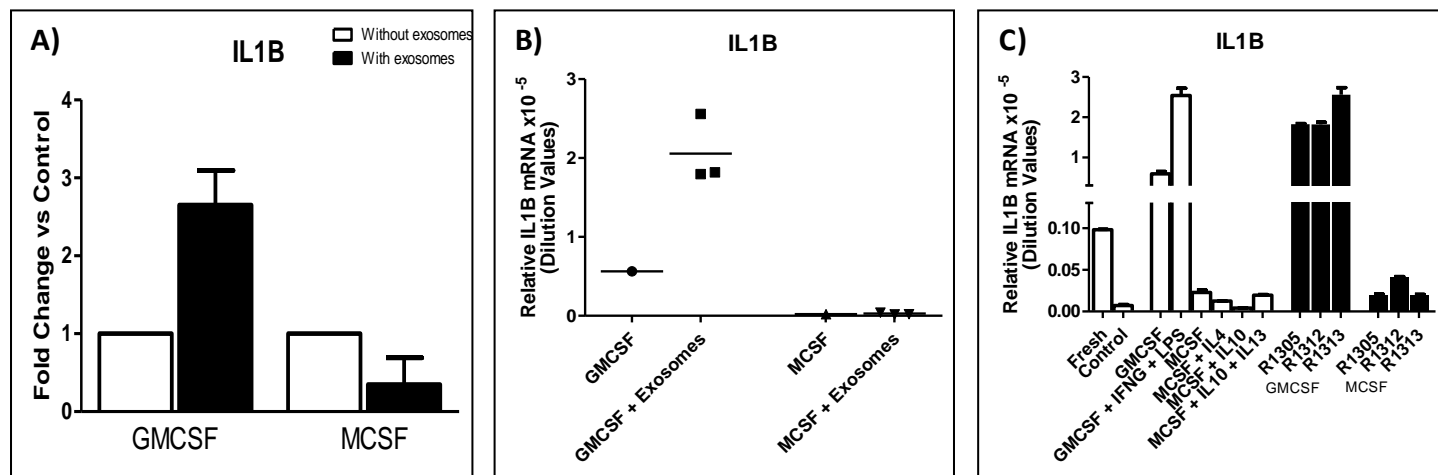 A)
IL1B
Without exosomes
With exosomes
Fold Change vs Control
4
3
2
1
0
GMCSF
MCSF
B)
IL1B
Relative IL1B mRNA x10 -5
(Dilution Values)
3
2
1
0
GMCSF
GMCSF + Exosomes
MCSF
MCSF + Exosomes
C)
IL1B
Relative IL1B mRNA x10 -5
(Dilution Values)
3
2
1
0.10
0.05
0.00
Fresh
Control
GMCSF
GMCSF + IFNG + LPS
MCSF
MCSF + IL4
MCSF + IL10
MCSF + IL10 + IL13
R1305
R1312
R1313
GMCSF
R1305
R1312
R1313
MCSF